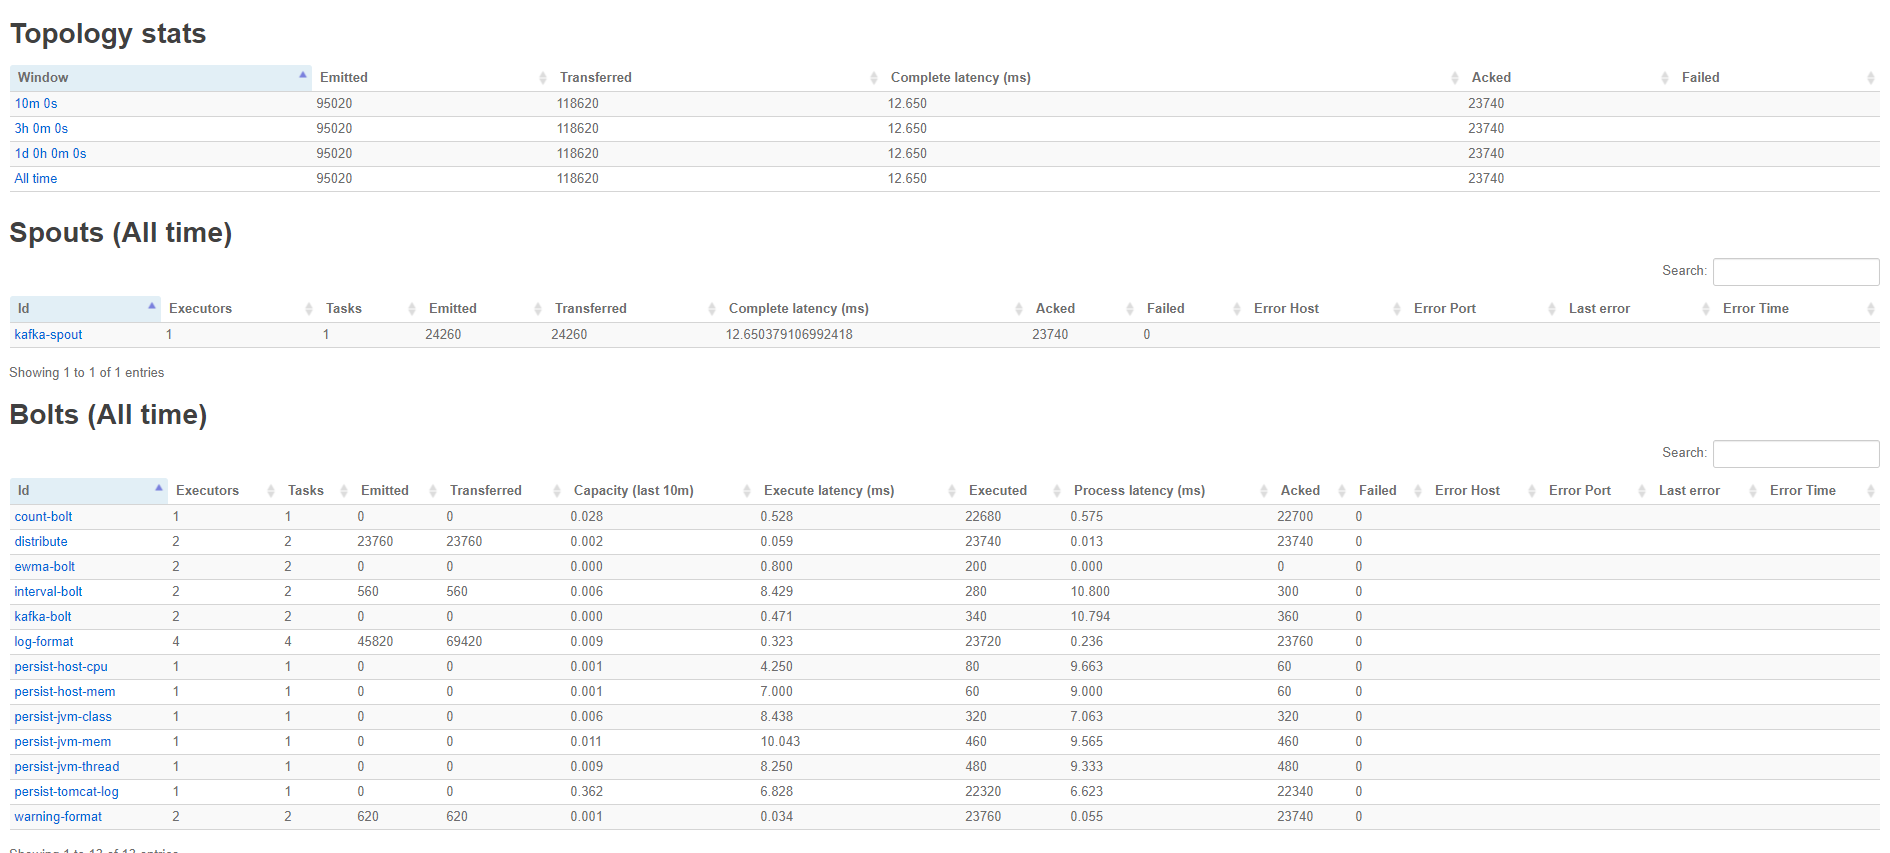 Topology stats
Window Emitted Transferred Complete latency (ms) Acked Failed
10m 0s 95020 118620 12.650 23740
3h 0m 0s 95020 118620 12.650 23740
1d 0h 0m 0s 95020 118620 12.650 23740
All time 95020 118620 12.650 23740
Spouts (All time)
Search:
Id Executors Tasks Emitted Transferred Complete latency (ms) Acked Failed Error Host Error Port Last error Error Time
kafka-spout 1 1 24260 24260 12.650379106992418 23740 0
Showing 1 to 1 of 1 entries
Bolts (All time)
Search:
Id Executors Tasks Emitted Transferred Capacity (last 10m) Execute latency (ms) Executed Process latency (ms) Acked Failed Error Host Error Port Last error Error Time
count-bolt 1 1 0 0 0.028 0.528 22680 0.575 22700 0
distribute 2 2 23760 23760 0.002 0.059 23740 0.013 23740 0
ewma-bolt 2 2 0 0 0.000 0.800 200 0.000 0 0
interval-bolt 2 2 560 560 0.006 8.429 280 10.800 300 0
kafka-bolt 2 2 0 0 0.000 0.471 340 10.794 360 0
log-format 4 4 45820 69420 0.009 0.323 23720 0.236 23760 0
persist-host-cpu 1 1 0 0 0.001 4.250 80 9.663 60 0
persist-host-mem 1 1 0 0 0.001 7.000 60 9.000 60 0
persist-jvm-class 1 1 0 0 0.006 8.438 320 7.063 320 0
persist-jvm-mem 1 1 0 0 0.011 10.043 460 9.565 460 0
persist-jvm-thread 1 1 0 0 0.009 8.250 480 9.333 480 0
persist-tomcat-log 1 1 0 0 0.362 6.828 22320 6.623 22340 0
warning-format 2 2 620 620 0.001 0.034 23760 0.055 23740 0
Showing 1 to 13 of 13 entries